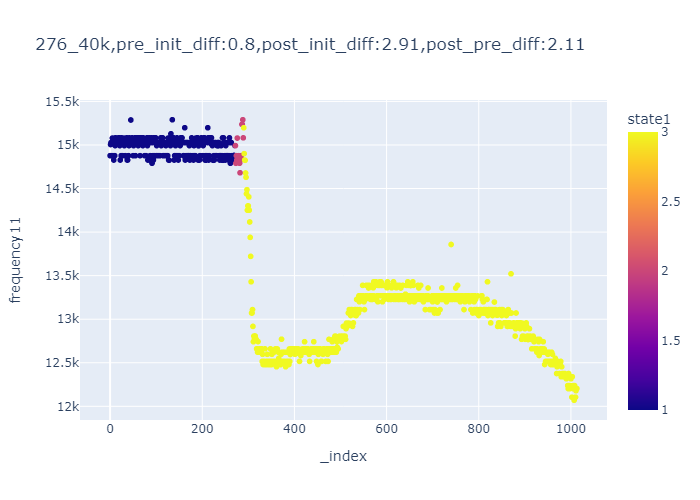 276_40k,pre_init_diff:0.8,post_init_diff:2.91,post_pre_diff:2.11
15.5k
15k
14.5k
14k
13.5k
13k
12.5k
12k
frequency11
0
200
400
600
800
1000
_index
state1
3
2.5
2
1.5
1